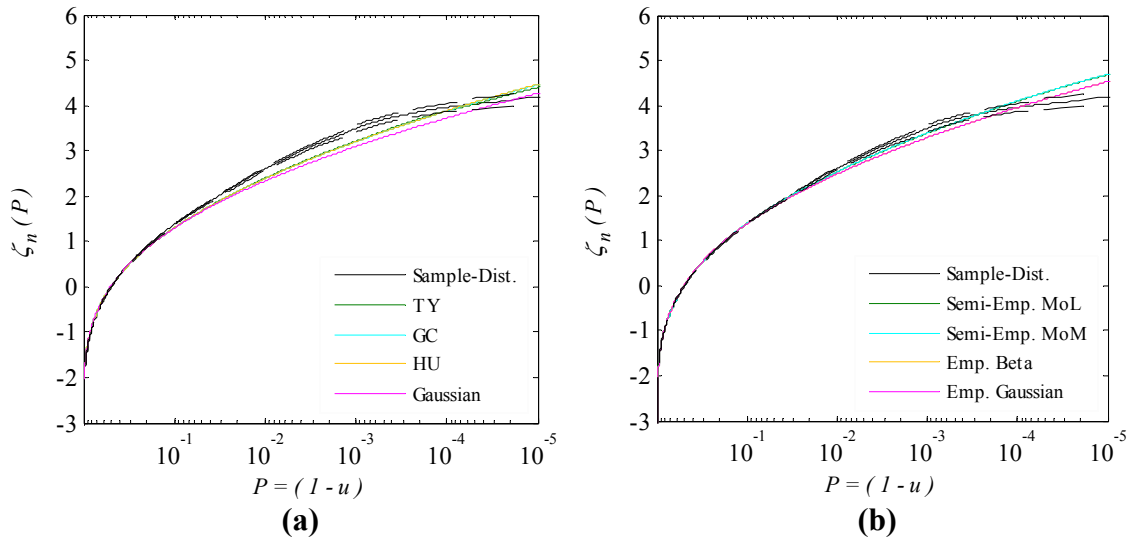 6
5
4
3
2
1
0
-1
-2
-3
ζn(P)
Sample-Dist.
TY
GC
HU
Gaussian
10-1
10-2
10-3
10-4
10-5
P = ( 1 - u )
(a)
6
5
4
3
2
1
0
-1
-2
-3
ζn(P)
Sample-Dist.
Semi-Emp. MoL
Semi-Emp. MoM
Emp. Beta
Emp. Gaussian
10-1
10-2
10-3
10-4
10-5
P = ( 1 - u )
(b)